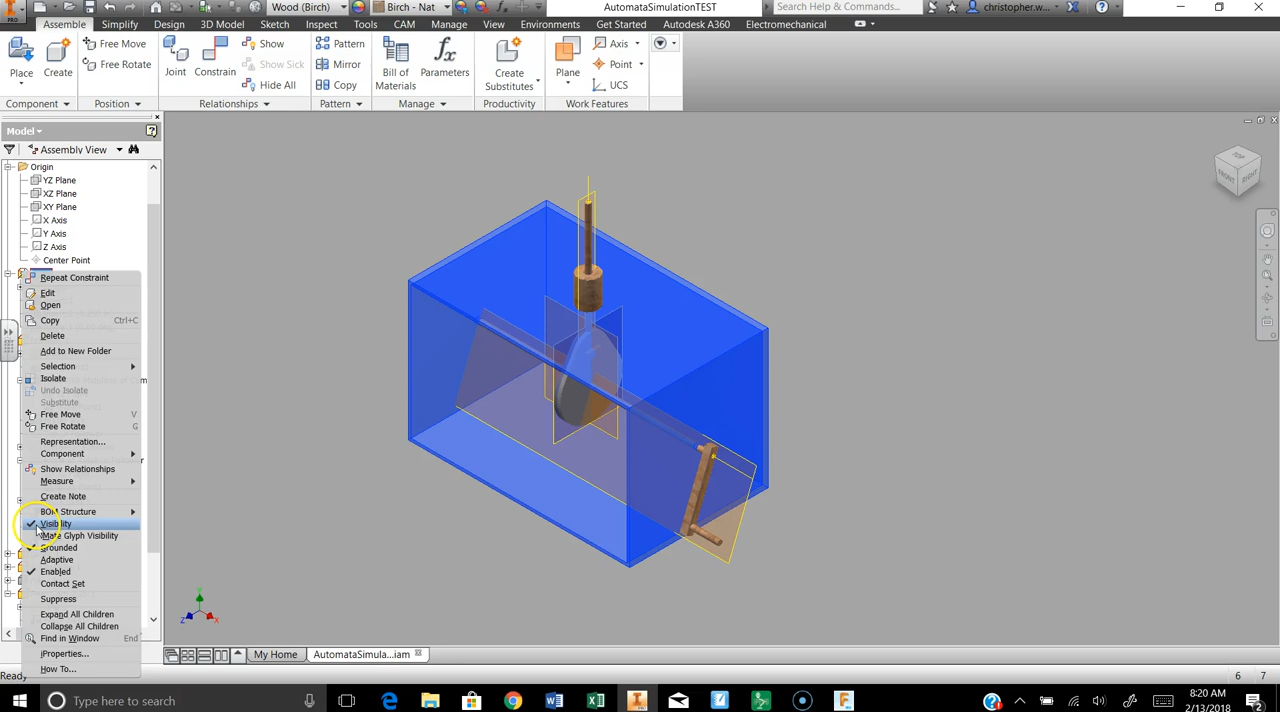 PRO
Wood (Birch)
Birch - Nat
AutomataSimulationTEST
Search Help & Commands...
christopher.w...
Assemble Simplify Design 3D Model Sketch Inspect Tools CAM Manage View Environments Get Started Autodesk A360 Electromechanical
Free Move Show Pattern Axis
Free Rotate Show Sick Mirror Point
Place Create Joint Constrain Hide All Copy Bill of Materials Parameters Create Substitutes Plane UCS
Component Position Relationships Pattern Manage Productivity Work Features
Model
Assembly View
Origin
YZ Plane
XZ Plane
XY Plane
X Axis
Y Axis
Z Axis
Center Point
Repeat Constraint
Edit
Open
Copy Ctrl+C
Delete
Add to New Folder
Selection
Isolate
Undo Isolate
Substitute
Free Move V
Free Rotate G
Representation...
Component
Show Relationships
Measure
Create Note
BOM Structure
Visibility
iMate Glyph Visibility
Grounded
Adaptive
Enabled
Contact Set
Suppress
Expand All Children
Collapse All Children
Find in Window End
iProperties...
How To...
TOP
FRONT
RIGHT
Y
Z
X
My Home
AutomataSimula...iam
Ready
6 7
Type here to search
8:20 AM
2/13/2018